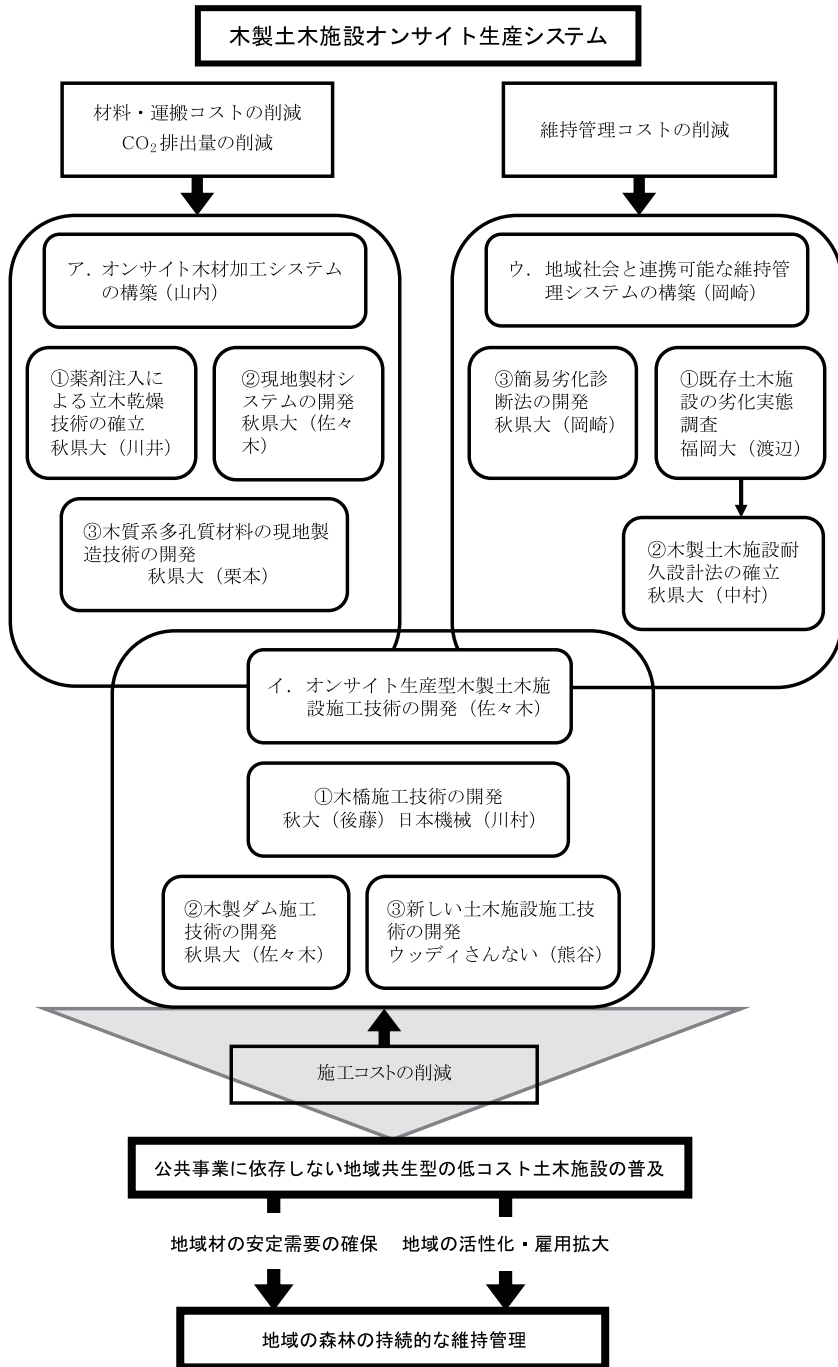 木製土木施設オンサイト生産システム
材料・運搬コストの削減
CO₂排出量の削減
維持管理コストの削減
ア．オンサイト木材加工システム
の構築（山内）
①薬剤注入に
よる立木乾燥
技術の確立
秋県大（川井）
②現地製材シ
ステムの開発
秋県大（佐々
木）
③木質系多孔質材料の現地製
造技術の開発
秋県大（栗本）
ウ．地域社会と連携可能な維持管
理システムの構築（岡崎）
③簡易劣化診
断法の開発
秋県大（岡崎）
①既存土木施
設の劣化実態
調査
福岡大（渡辺）
②木製土木施設耐
久設計法の確立
秋県大（中村）
イ．オンサイト生産型木製土木施
設施工技術の開発（佐々木）
①木橋施工技術の開発
秋大（後藤）日本機械（川村）
②木製ダム施工
技術の開発
秋県大（佐々木）
③新しい土木施設施工技
術の開発
ウッディさんない（熊谷）
施工コストの削減
公共事業に依存しない地域共生型の低コスト土木施設の普及
地域材の安定需要の確保 地域の活性化・雇用拡大
地域の森林の持続的な維持管理